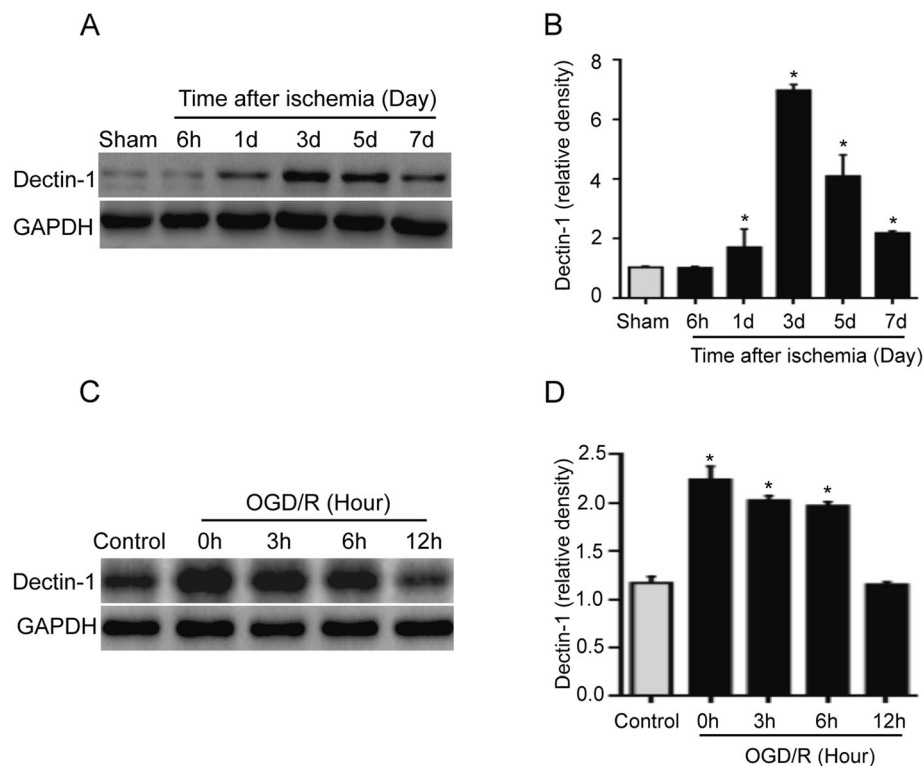 A
Time after ischemia (Day)
Sham 6h 1d 3d 5d 7d
Dectin-1
GAPDH
B
Dectin-1 (relative density)
8
6
4
2
0
* * * *
Sham 6h 1d 3d 5d 7d
Time after ischemia (Day)
C
OGD/R (Hour)
Control 0h 3h 6h 12h
Dectin-1
GAPDH
D
Dectin-1 (relative density)
2.5
2.0
1.5
1.0
0.5
0.0
* * *
Control 0h 3h 6h 12h
OGD/R (Hour)